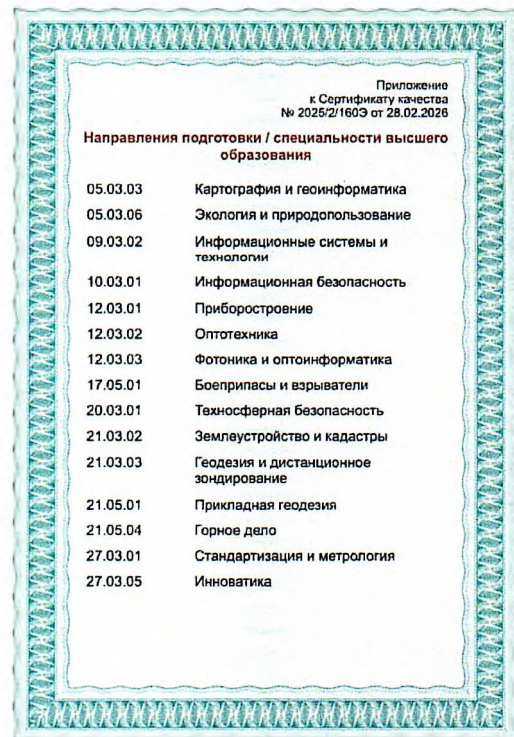 Приложение
к Сертификату качества
№ 2025/2/160Э от 28.02.2026
Направления подготовки / специальности высшего
образования
05.03.03 Картография и геоинформатика
05.03.06 Экология и природопользование
09.03.02 Информационные системы и
технологии
10.03.01 Информационная безопасность
12.03.01 Приборостроение
12.03.02 Оптотехника
12.03.03 Фотоника и оптоинформатика
17.05.01 Боеприпасы и взрыватели
20.03.01 Техносферная безопасность
21.03.02 Землеустройство и кадастры
21.03.03 Геодезия и дистанционное
зондирование
21.05.01 Прикладная геодезия
21.05.04 Горное дело
27.03.01 Стандартизация и метрология
27.03.05 Инноватика